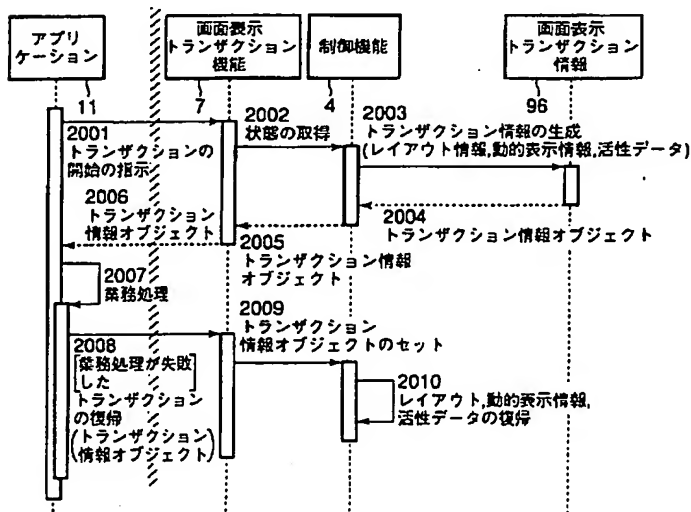 アプリ
ケーション
画面表示
トランザクション
機能
制御機能
画面表示
トランザクション
情報
11
7
4
96
2001
トランザクションの
開始の指示
2002
状態の取得
2003
トランザクション情報の生成
(レイアウト情報,動的表示情報,活性データ)
2004
トランザクション情報オブジェクト
2005
トランザクション情報
オブジェクト
2006
トランザクション
情報オブジェクト
2007
業務処理
2008
[業務処理が失敗
した]
トランザクション
の復帰
(トランザクション
情報オブジェクト)
2009
トランザクション
情報オブジェクトのセット
2010
レイアウト,動的表示情報,
活性データの復帰